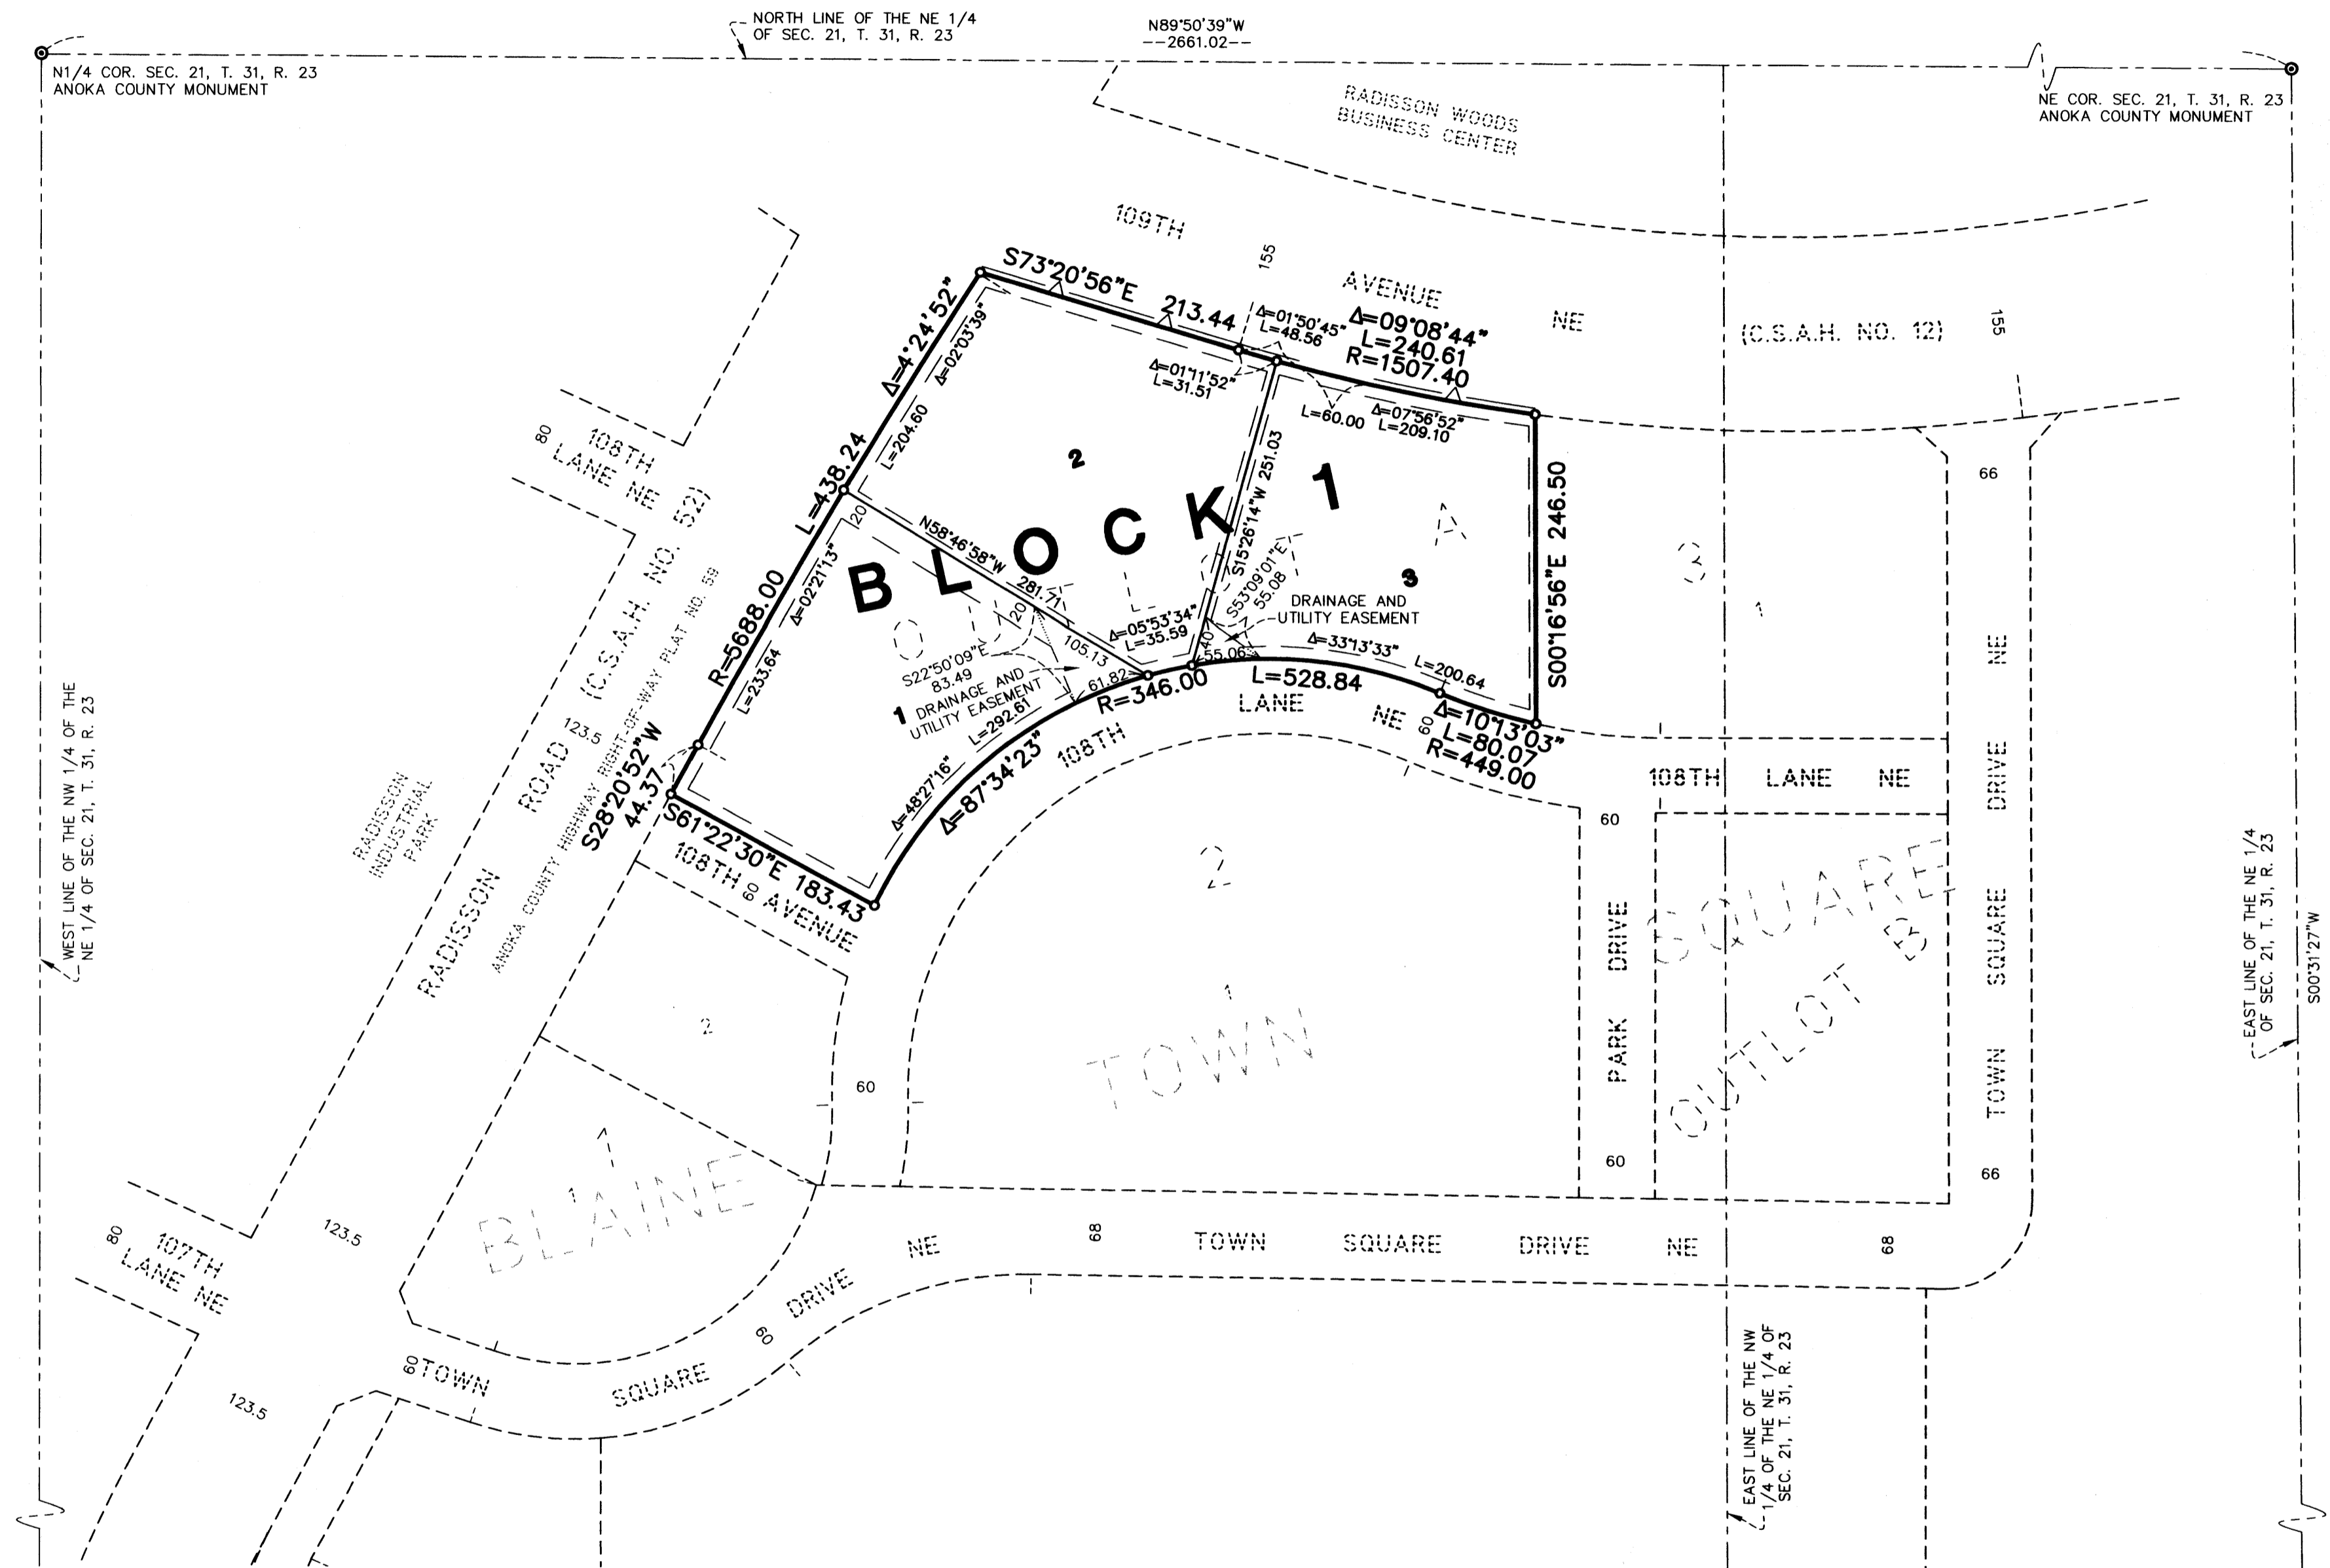 NORTH LINE OF THE NE 1/4
OF SEC. 21, T. 31, R. 23
N89°50'39"W
--2661.02--
N1/4 COR. SEC. 21, T. 31, R. 23
ANOKA COUNTY MONUMENT
NE COR. SEC. 21, T. 31, R. 23
ANOKA COUNTY MONUMENT
RADISSON WOODS
BUSINESS CENTER
109TH
AVENUE
NE
(C.S.A.H. NO. 12)
155
155
S73°20'56"E 213.44
Δ=01°50'45"
L=48.56
Δ=09°08'44"
L=240.61
R=1507.40
Δ=01°11'52"
L=31.51
L=60.00
Δ=07°56'52"
L=209.10
Δ=4°24'52"
L=438.24
R=5688.00
Δ=02°03'39"
L=204.60
Δ=02°21'13"
L=233.64
80
108TH
LANE NE
BLOCK 1
2
3
1
S15°26'14"W 251.03
S00°16'56"E 246.50
N58°46'58"W 281.71
20
20
105.13
61.82
S53°09'01"E
55.08
40
55.06
DRAINAGE AND
UTILITY EASEMENT
Δ=05°53'34"
L=35.59
Δ=33°13'33"
L=200.64
S22°50'09"E
83.49
DRAINAGE AND
UTILITY EASEMENT
L=292.61
Δ=48°27'16"
R=346.00
L=528.84
Δ=87°34'23"
Δ=10°13'03"
L=80.07
R=449.00
108TH
LANE
NE
60
S28°20'52"W
44.37
S61°22'30"E 183.43
108TH AVENUE
60
RADISSON ROAD (C.S.A.H. NO. 52)
ANOKA COUNTY HIGHWAY RIGHT-OF-WAY PLAT NO. 59
123.5
RADISSON
INDUSTRIAL
PARK
OUTLOT A
3
1
66
108TH LANE NE
60
PARK DRIVE
60
TOWN SQUARE DRIVE NE
66
SQUARE
OUTLOT B
2
1
TOWN
2
60
1
1
BLAINE
WEST LINE OF THE NW 1/4 OF THE
NE 1/4 OF SEC. 21, T. 31, R. 23
EAST LINE OF THE NE 1/4
OF SEC. 21, T. 31, R. 23
S00°31'27"W
80
107TH
LANE NE
123.5
123.5
60
TOWN SQUARE DRIVE NE
60
68
TOWN SQUARE DRIVE NE
68
EAST LINE OF THE NW
1/4 OF THE NE 1/4 OF
SEC. 21, T. 31, R. 23